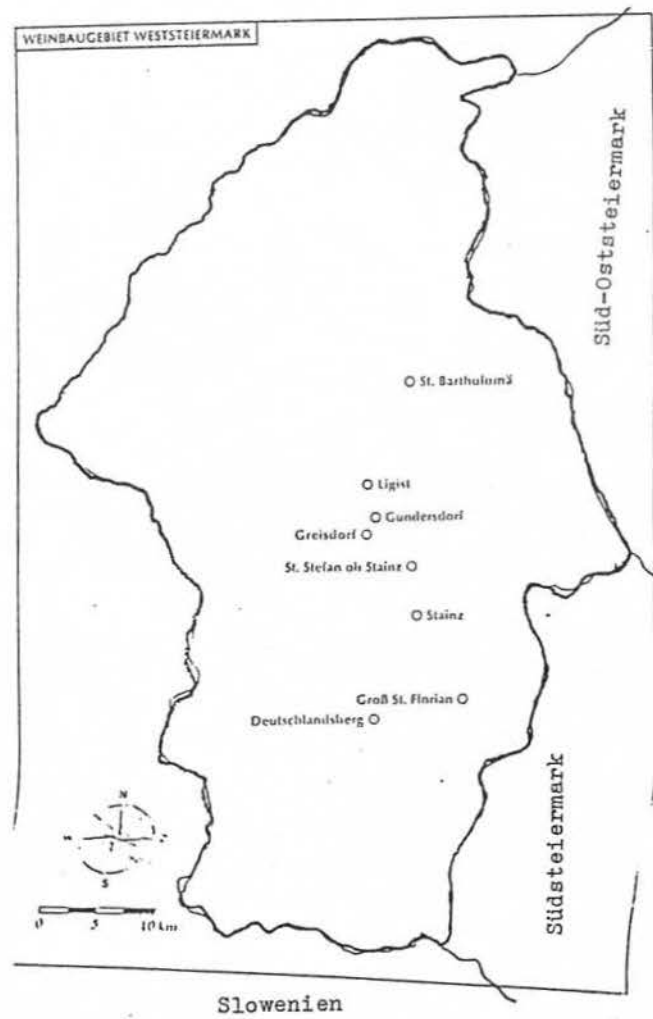 WEINBAUGEBIET WESTSTEIERMARK
Süd-Oststeiermark
St. Bartholomä
Ligist
Gundersdorf
Greisdorf
St. Stefan ob Stainz
Stainz
Groß St. Florian
Deutschlandsberg
N
W
S
0 5 10 km
Südsteiermark
Slowenien